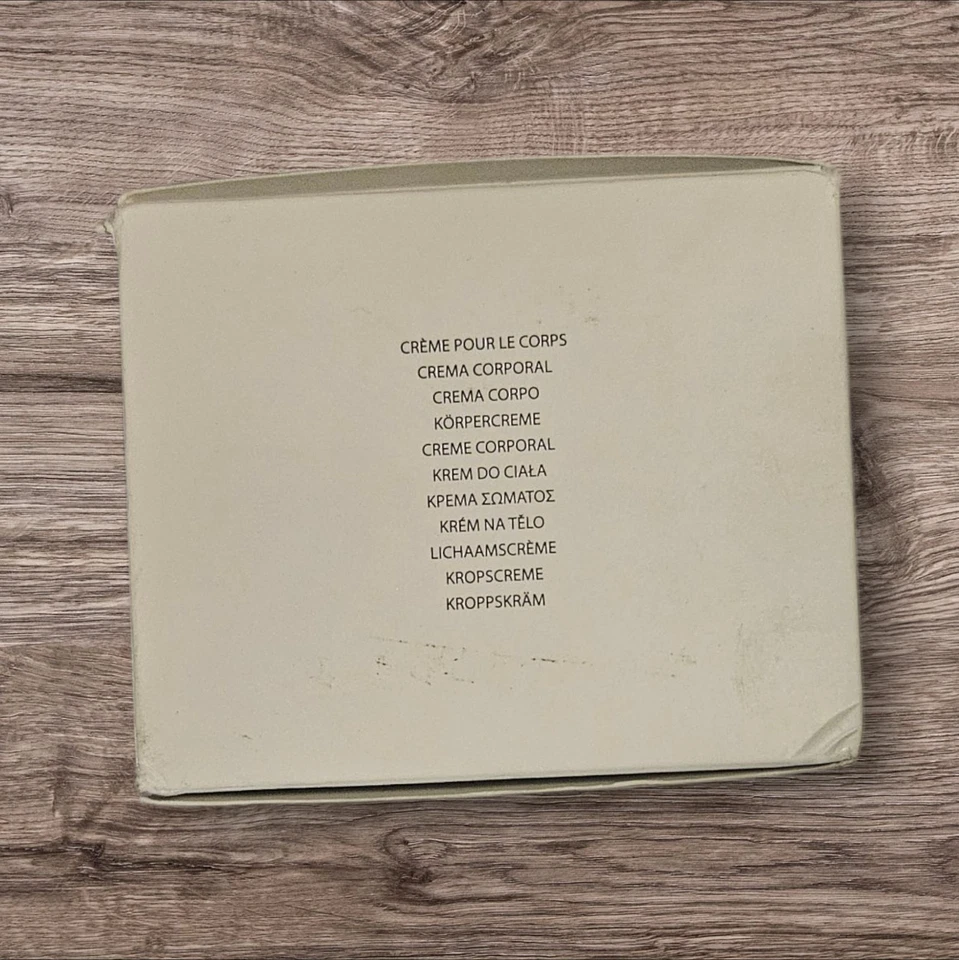 CRÈME POUR LE CORPS
CREMA CORPORAL
CREMA CORPO
KÖRPERCREME
CREME CORPORAL
KREM DO CIAŁA
ΚΡΕΜΑ ΣΩΜΑΤΟΣ
KRÉM NA TĚLO
LICHAAMSCRÈME
KROPSCREME
KROPPSKRÄM